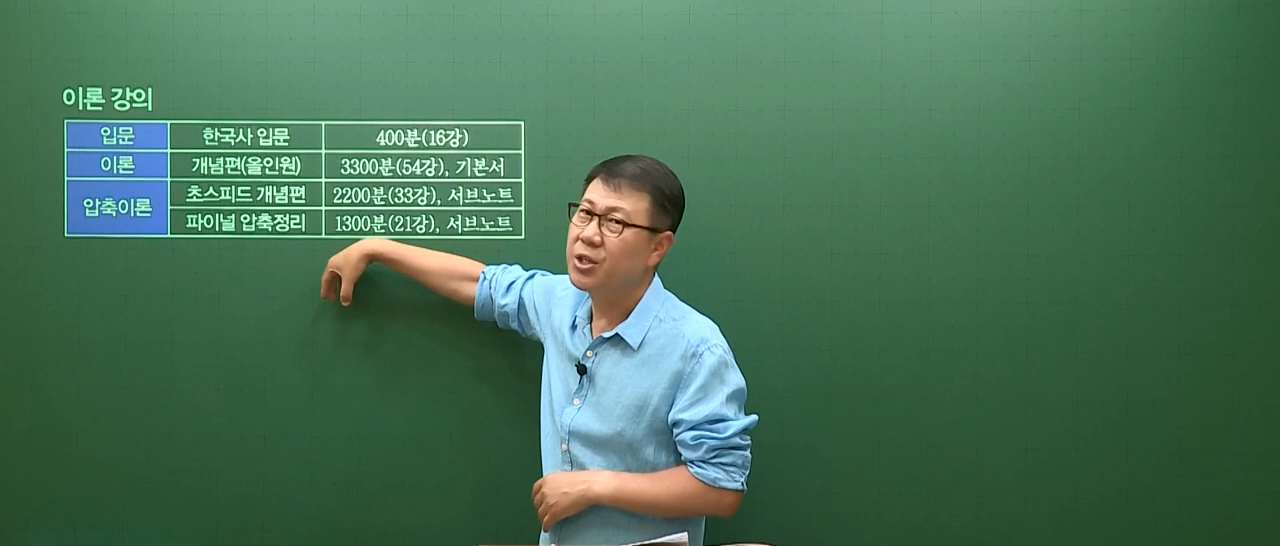 이론 강의
입문 한국사 입문 400분(16강)
이론 개념편(올인원) 3300분(54강), 기본서
압축이론 초스피드 개념편 2200분(33강), 서브노트
파이널 압축정리 1300분(21강), 서브노트